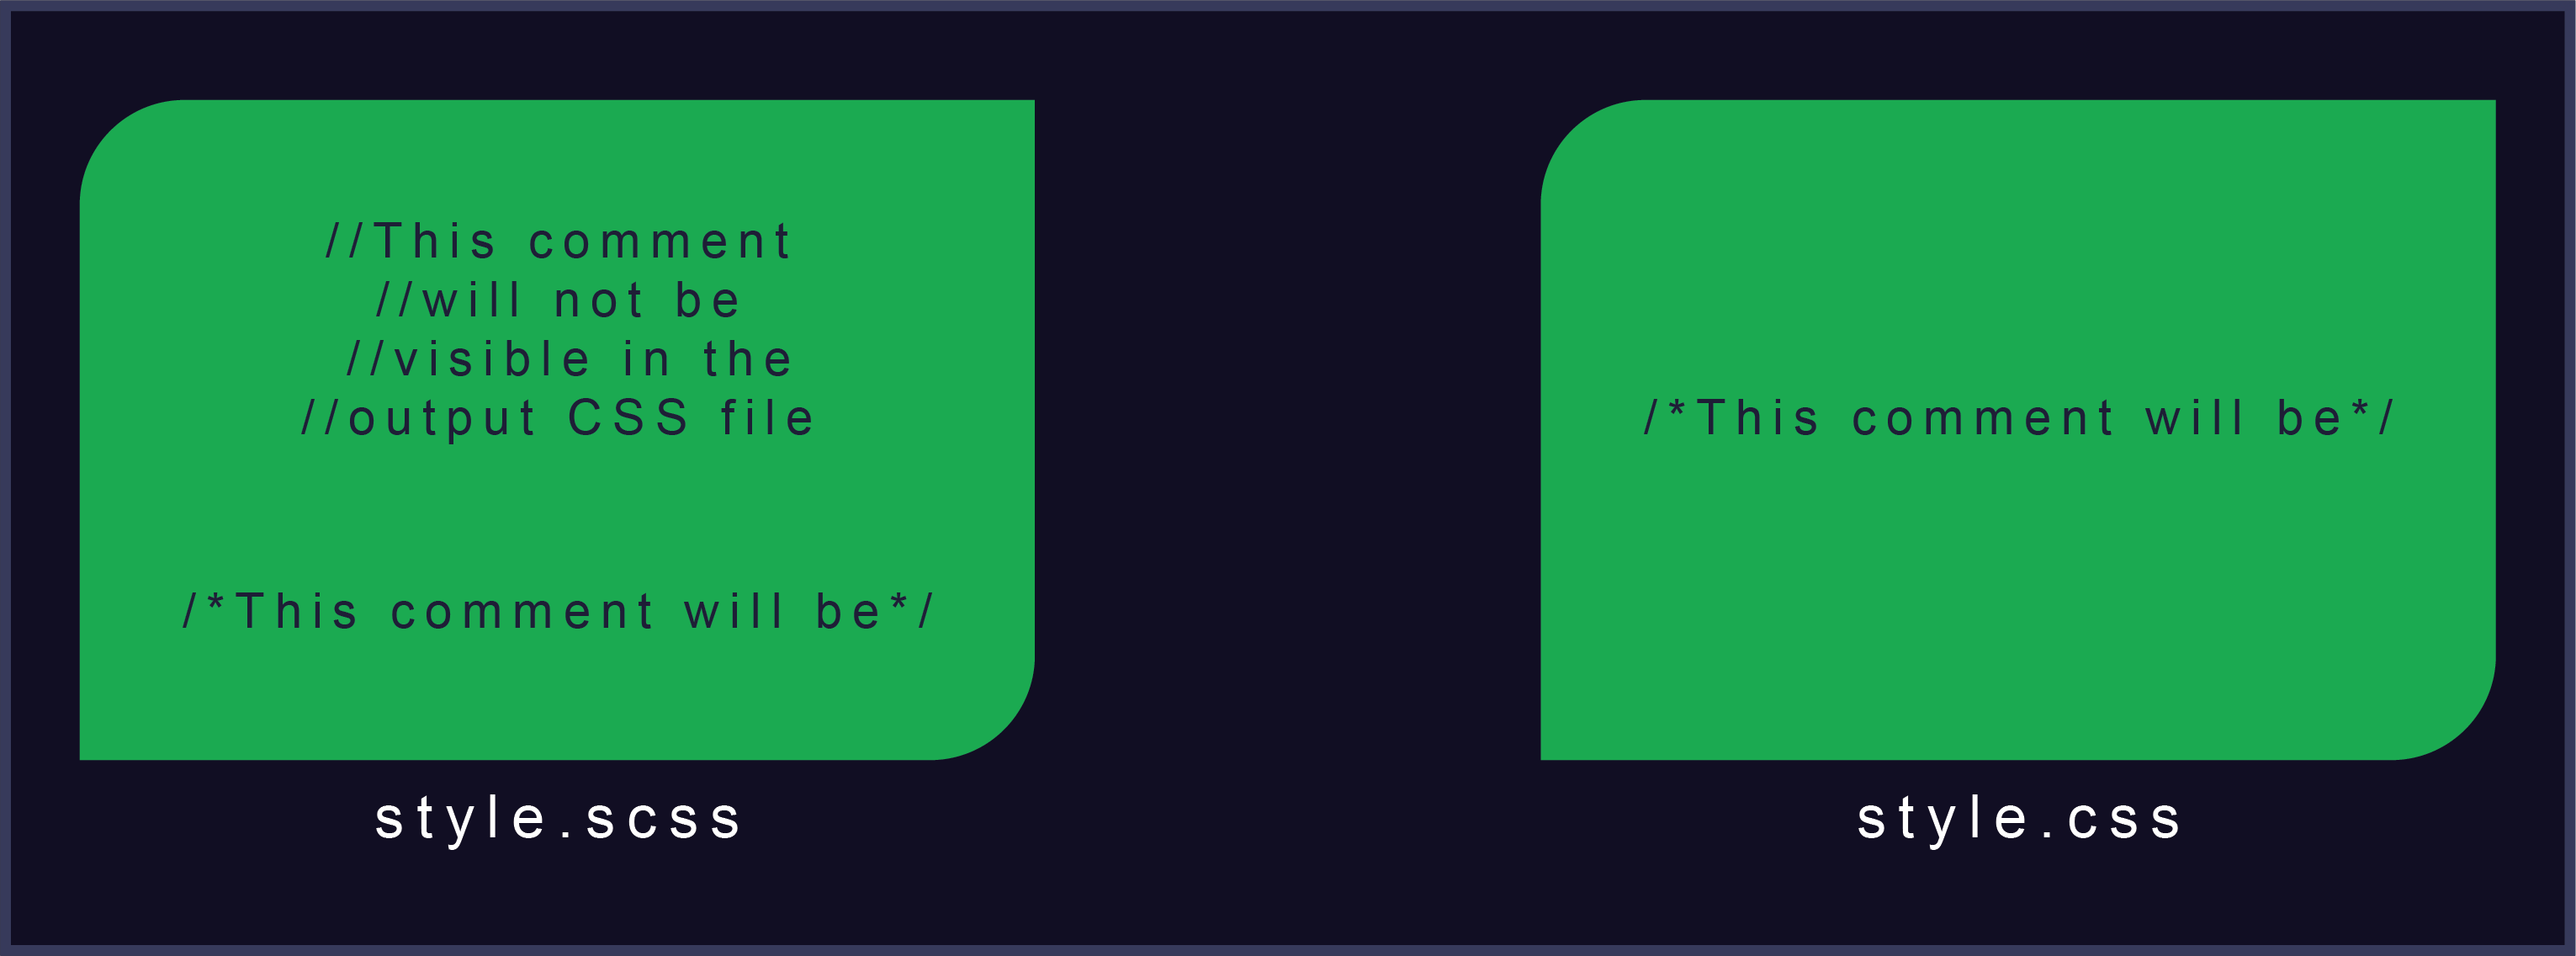 //This comment
//will not be
//visible in the
//output CSS file
/*This comment will be*/
style.scss
/*This comment will be*/
style.css